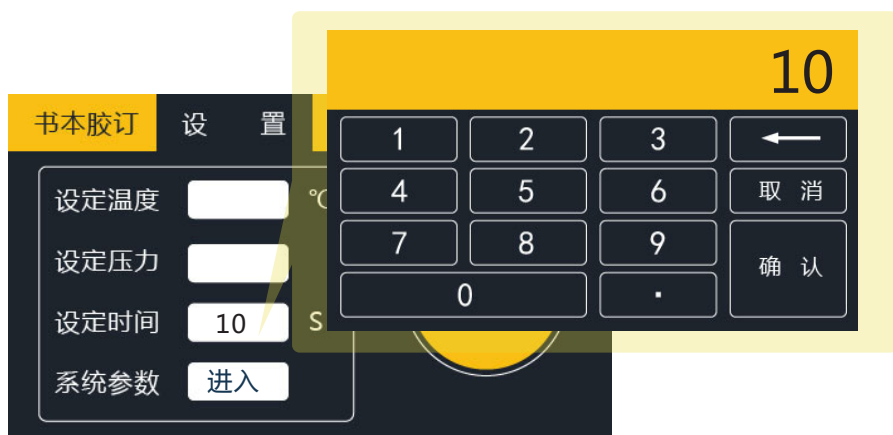 书本胶订 设 置
设定温度 ℃
设定压力
设定时间 10 S
系统参数 进入
10
1 2 3
4 5 6 取 消
7 8 9 确 认
0 .